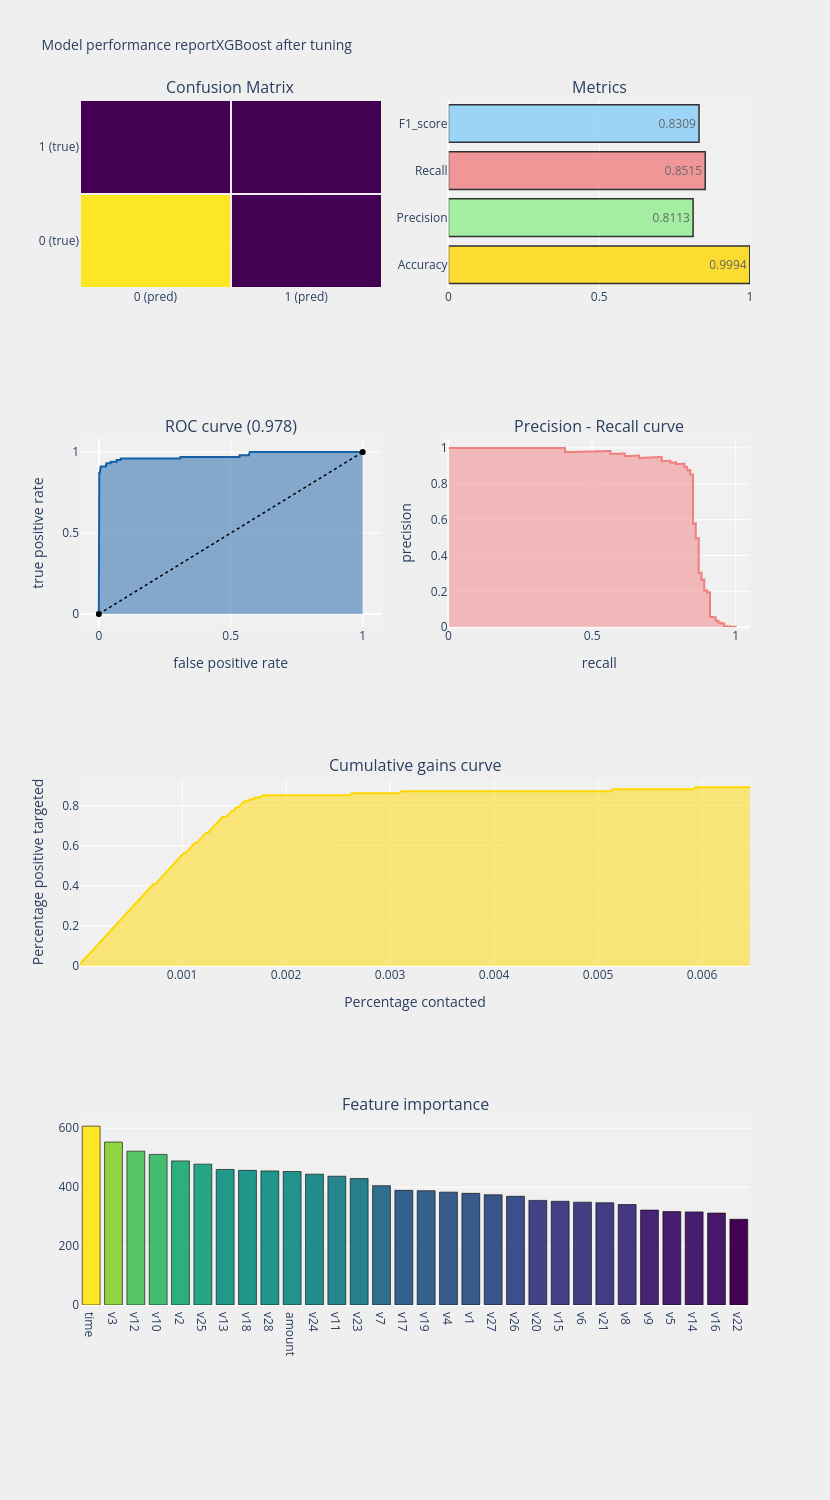 Model performance reportXGBoost after tuning
Confusion Matrix
1 (true)
0 (true)
0 (pred) 1 (pred)
Metrics
F1_score 0.8309
Recall 0.8515
Precision 0.8113
Accuracy 0.9994
0 0.5 1
ROC curve (0.978)
true positive rate
1
0.5
0
0 0.5 1
false positive rate
Precision - Recall curve
precision
1
0.8
0.6
0.4
0.2
0
0 0.5 1
recall
Cumulative gains curve
Percentage positive targeted
0.8
0.6
0.4
0.2
0
0.001 0.002 0.003 0.004 0.005 0.006
Percentage contacted
Feature importance
600
400
200
0
time v3 v12 v10 v2 v25 v13 v18 v28 amount v24 v11 v23 v7 v17 v19 v4 v1 v27 v26 v20 v15 v6 v21 v8 v9 v5 v14 v16 v22